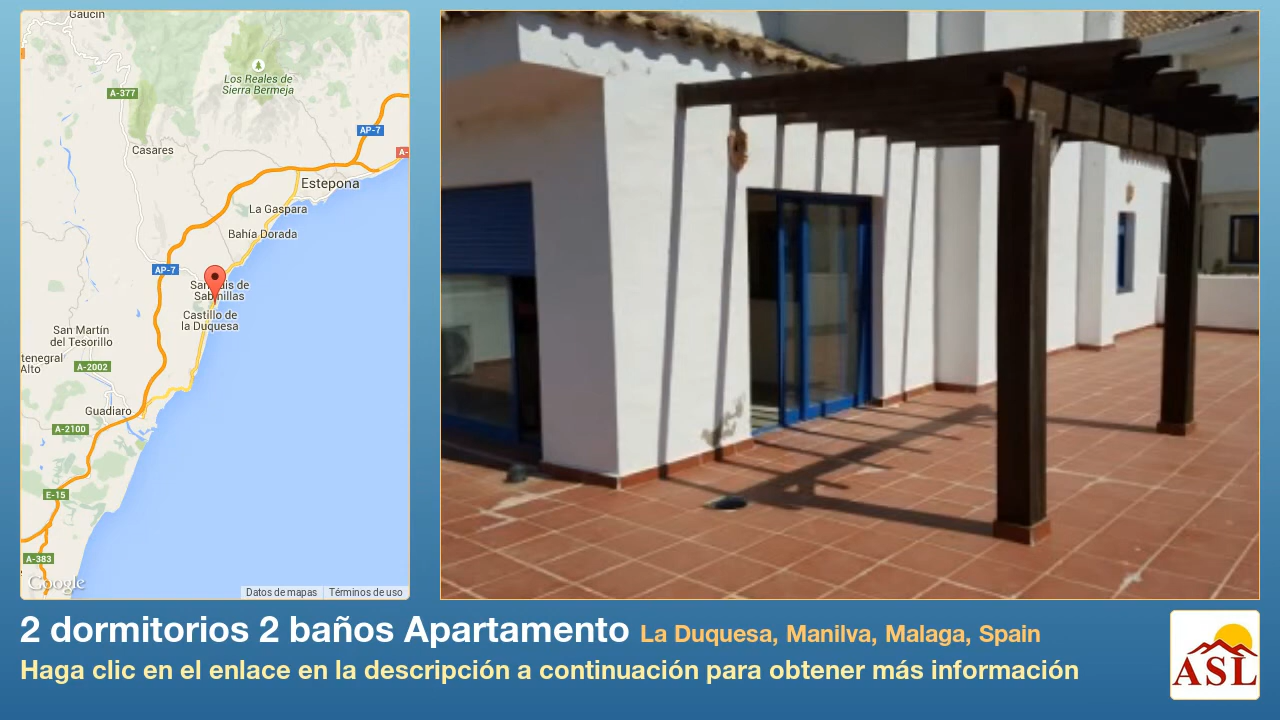 Gaucín
Los Reales de
Sierra Bermeja
A-377
AP-7
Casares
A-
Estepona
La Gaspara
Bahía Dorada
AP-7
San Luis de
Sabinillas
Castillo de
la Duquesa
San Martín
del Tesorillo
tenegral
Alto
A-2002
Guadiaro
A-2100
E-15
A-383
Google
Datos de mapas
Términos de uso
2 dormitorios 2 baños Apartamento La Duquesa, Manilva, Malaga, Spain
Haga clic en el enlace en la descripción a continuación para obtener más información
ASL